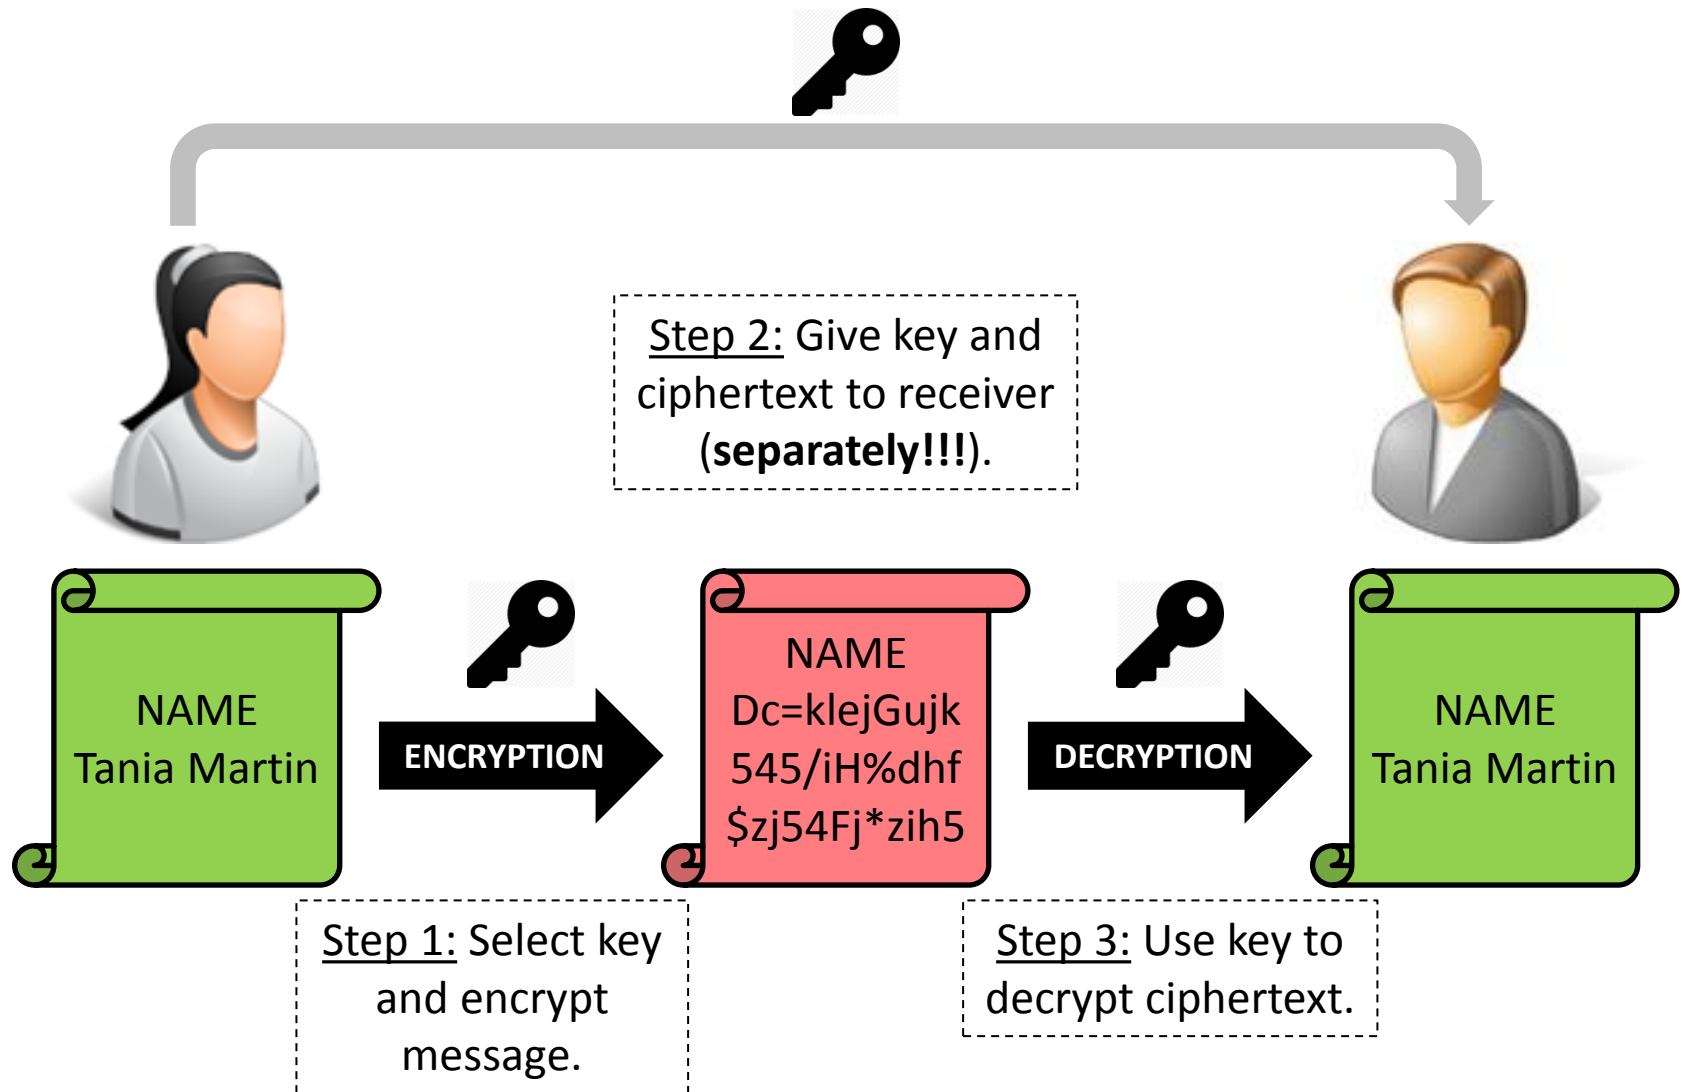 Step 2: Give key and
ciphertext to receiver
(separately!!!).
NAME
Tania Martin
ENCRYPTION
NAME
Dc=klejGujk
545/iH%dhf
$zj54Fj*zih5
DECRYPTION
NAME
Tania Martin
Step 1: Select key
and encrypt
message.
Step 3: Use key to
decrypt ciphertext.